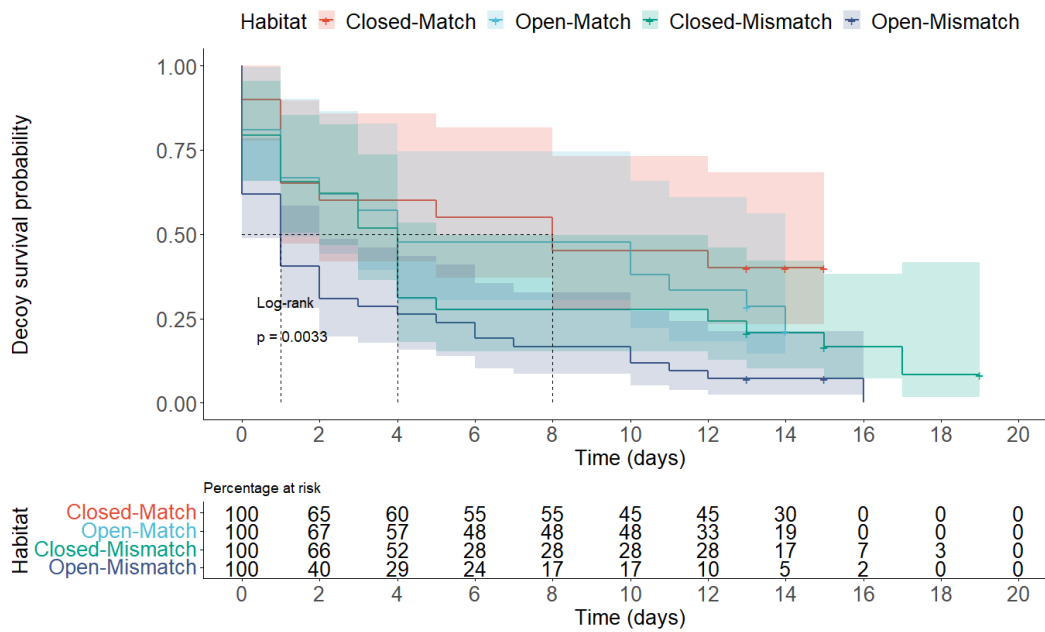 Habitat Closed-Match Open-Match Closed-Mismatch Open-Mismatch
Decoy survival probability
1.00
0.75
0.50
0.25
0.00
Log-rank
p = 0.0033
0 2 4 6 8 10 12 14 16 18 20
Time (days)
Percentage at risk
Habitat
Closed-Match 100 65 60 55 55 45 45 30 0 0 0
Open-Match 100 67 57 48 48 48 33 19 0 0 0
Closed-Mismatch 100 66 52 28 28 28 28 17 7 3 0
Open-Mismatch 100 40 29 24 17 17 10 5 2 0 0
0 2 4 6 8 10 12 14 16 18 20
Time (days)